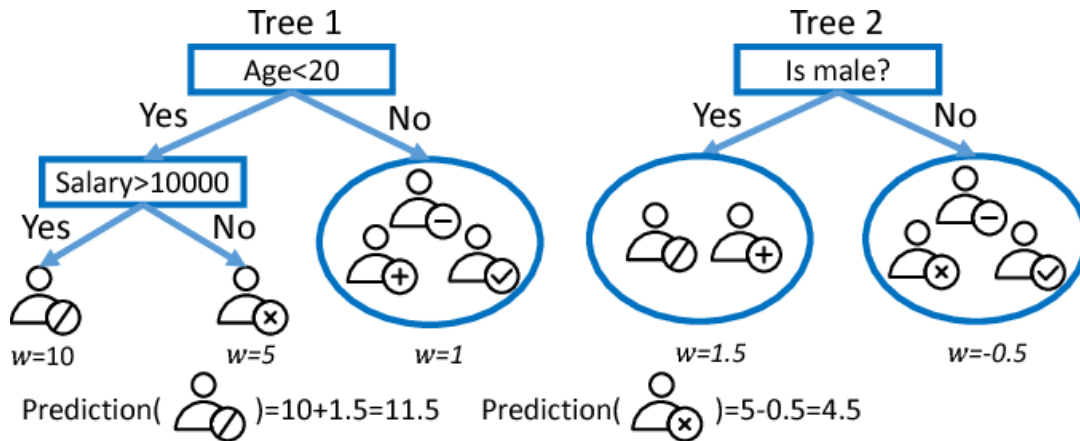 Tree 1
Tree 2
Age<20
Is male?
Yes
No
Yes
No
Salary>10000
Yes
No
w=10
w=5
w=1
w=1.5
w=-0.5
Prediction( )=10+1.5=11.5
Prediction( )=5-0.5=4.5